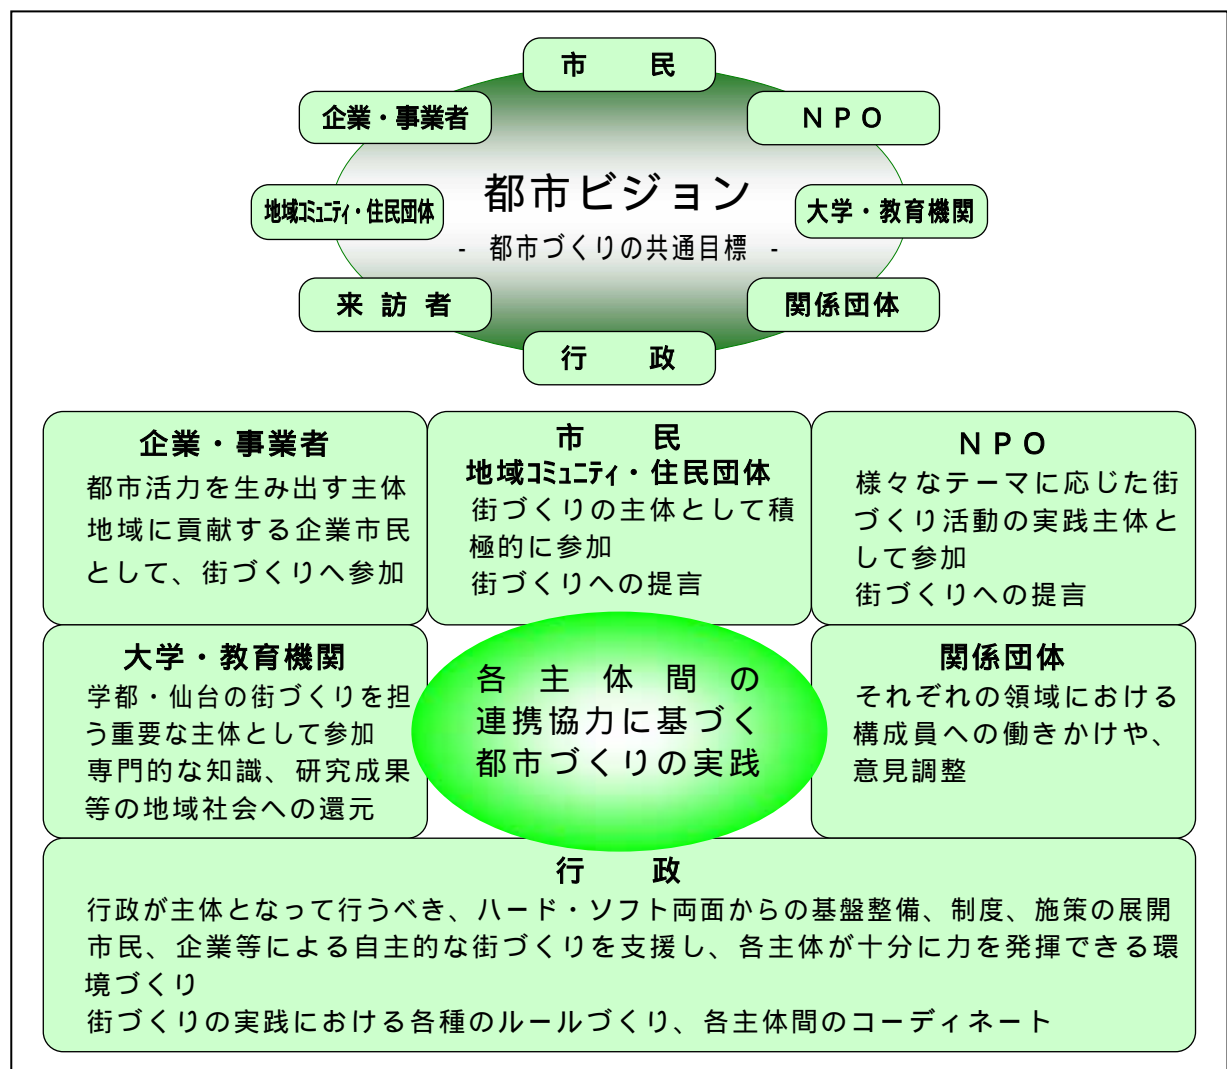 市　　民
企業・事業者
ＮＰＯ
都市ビジョン
地域ｺﾐｭﾆﾃｨ・住民団体
大学・教育機関
- 都市づくりの共通目標 -
来訪者
関係団体
行　　政
企業・事業者
都市活力を生み出す主体
地域に貢献する企業市民
として、街づくりへ参加
市　　民
地域ｺﾐｭﾆﾃｨ・住民団体
街づくりの主体として積
極的に参加
街づくりへの提言
ＮＰＯ
様々なテーマに応じた街
づくり活動の実践主体と
して参加
街づくりへの提言
大学・教育機関
学都・仙台の街づくりを担
う重要な主体として参加
専門的な知識、研究成果
等の地域社会への還元
各主体間の
連携協力に基づく
都市づくりの実践
関係団体
それぞれの領域における
構成員への働きかけや、
意見調整
行　　政
行政が主体となって行うべき、ハード・ソフト両面からの基盤整備、制度、施策の展開
市民、企業等による自主的な街づくりを支援し、各主体が十分に力を発揮できる環
境づくり
街づくりの実践における各種のルールづくり、各主体間のコーディネート